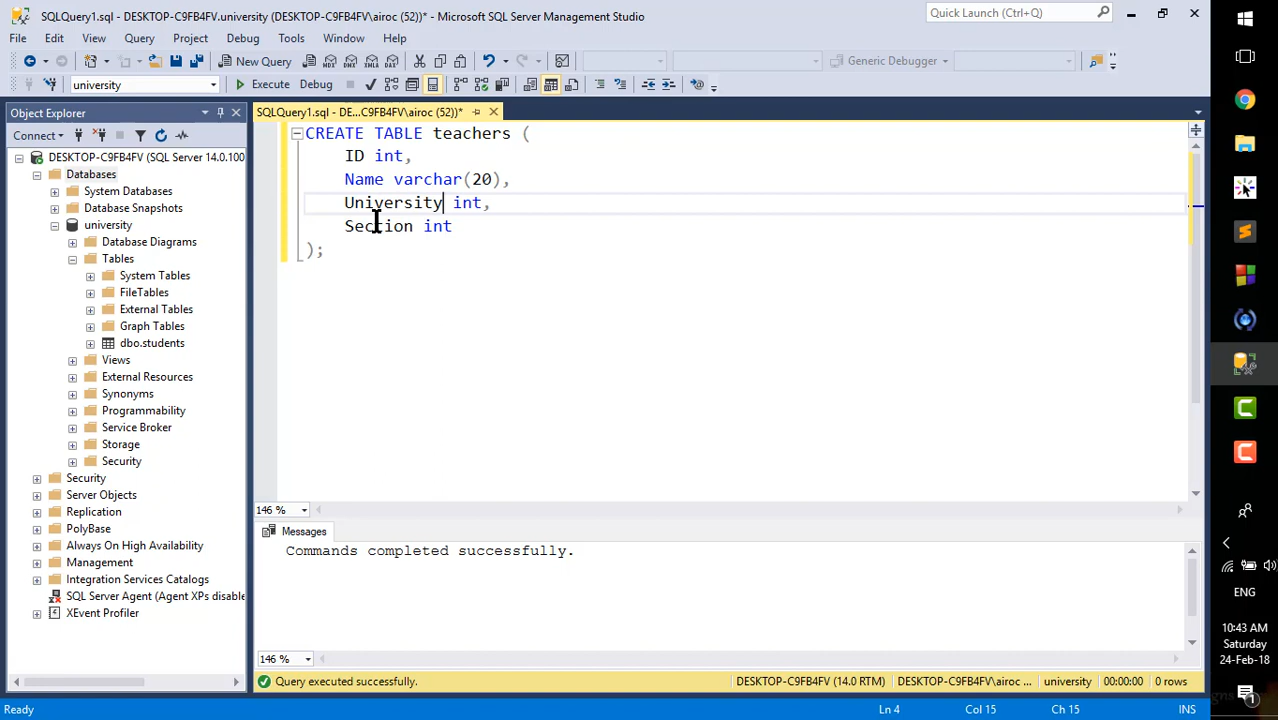 SQLQuery1.sql - DESKTOP-C9FB4FV.university (DESKTOP-C9FB4FV\airoc (52))* - Microsoft SQL Server Management Studio
Quick Launch (Ctrl+Q)
File Edit View Query Project Debug Tools Window Help
New Query
Generic Debugger
university
Execute Debug
Object Explorer
SQLQuery1.sql - DE...C9FB4FV\airoc (52))*
Connect
DESKTOP-C9FB4FV (SQL Server 14.0.100
Databases
System Databases
Database Snapshots
university
Database Diagrams
Tables
System Tables
FileTables
External Tables
Graph Tables
dbo.students
Views
External Resources
Synonyms
Programmability
Service Broker
Storage
Security
Security
Server Objects
Replication
PolyBase
Always On High Availability
Management
Integration Services Catalogs
SQL Server Agent (Agent XPs disable
XEvent Profiler
CREATE TABLE teachers (
ID int,
Name varchar(20),
University int,
Section int
);
146 %
Messages
Commands completed successfully.
146 %
Query executed successfully.
DESKTOP-C9FB4FV (14.0 RTM)
DESKTOP-C9FB4FV\airoc ...
university
00:00:00
0 rows
Ready
Ln 4
Col 15
Ch 15
INS
ENG
10:43 AM
Saturday
24-Feb-18
1